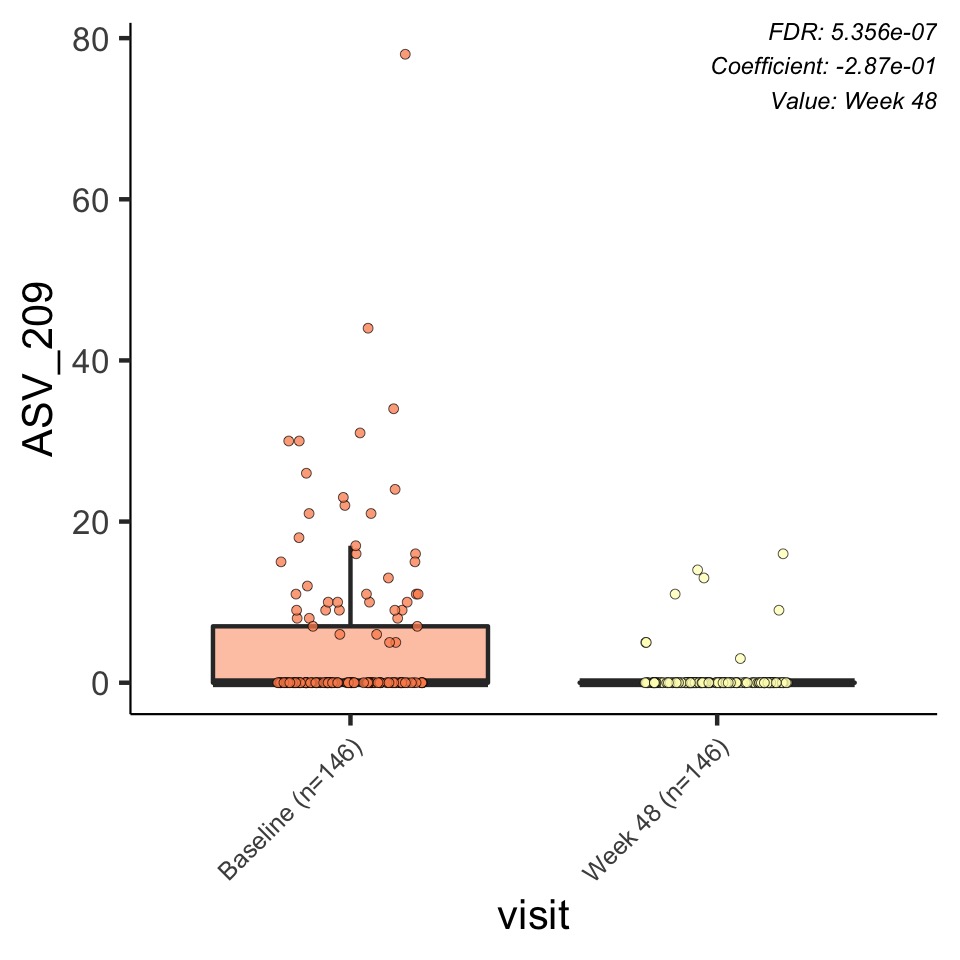 FDR: 5.356e-07
Coefficient: -2.87e-01
Value: Week 48
80
60
40
20
0
ASV_209
Baseline (n=146)
Week 48 (n=146)
visit